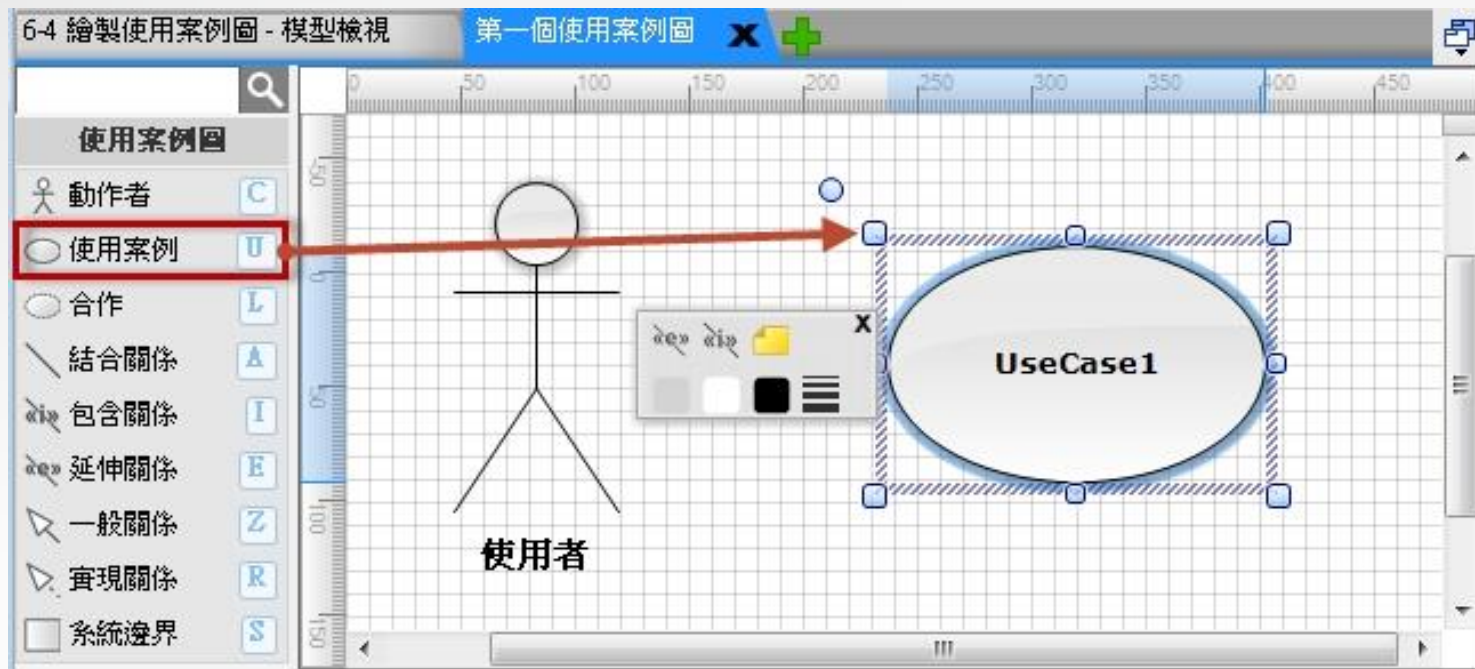 6-4 繪製使用案例圖 - 模型檢視
第一個使用案例圖
0 50 100 150 200 250 300 350 400 450
使用案例圖
動作者 C
使用案例 U
合作 L
結合關係 A
«i» 包含關係 I
«e» 延伸關係 E
一般關係 Z
實現關係 R
系統邊界 S
-50
0
50
100
150
«e» «i»
x
UseCase1
使用者